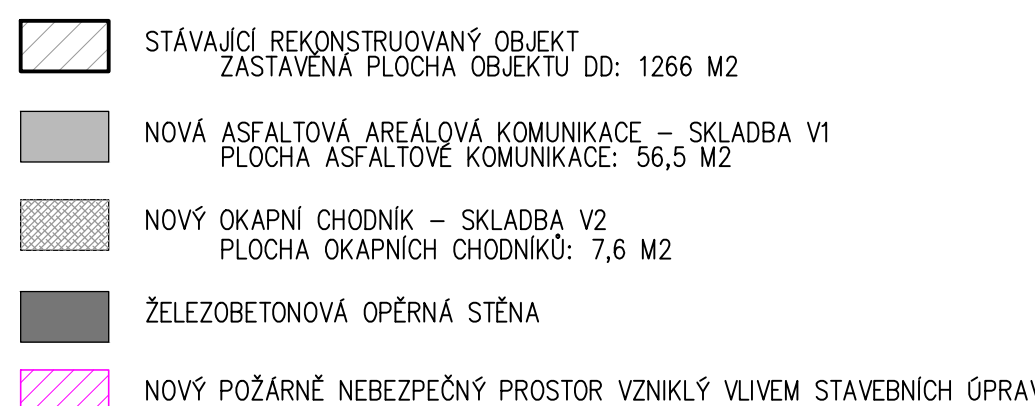 STÁVAJÍCÍ REKONSTRUOVANÝ OBJEKT
ZASTAVĚNÁ PLOCHA OBJEKTU DD: 1266 M2
NOVÁ ASFALTOVÁ AREÁLOVÁ KOMUNIKACE – SKLADBA V1
PLOCHA ASFALTOVÉ KOMUNIKACE: 56,5 M2
NOVÝ OKAPNÍ CHODNÍK – SKLADBA V2
PLOCHA OKAPNÍCH CHODNÍKŮ: 7,6 M2
ŽELEZOBETONOVÁ OPĚRNÁ STĚNA
NOVÝ POŽÁRNĚ NEBEZPEČNÝ PROSTOR VZNIKLÝ VLIVEM STAVEBNÍCH ÚPRAV